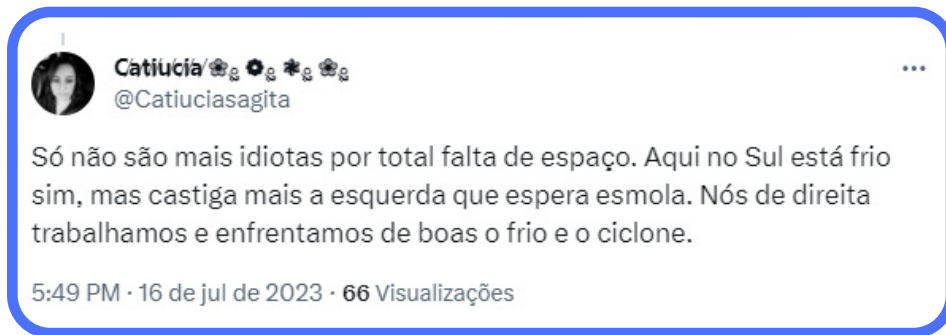 Catiucia
@Catiuciasagita
Só não são mais idiotas por total falta de espaço. Aqui no Sul está frio
sim, mas castiga mais a esquerda que espera esmola. Nós de direita
trabalhamos e enfrentamos de boas o frio e o ciclone.
5:49 PM · 16 de jul de 2023 · 66 Visualizações